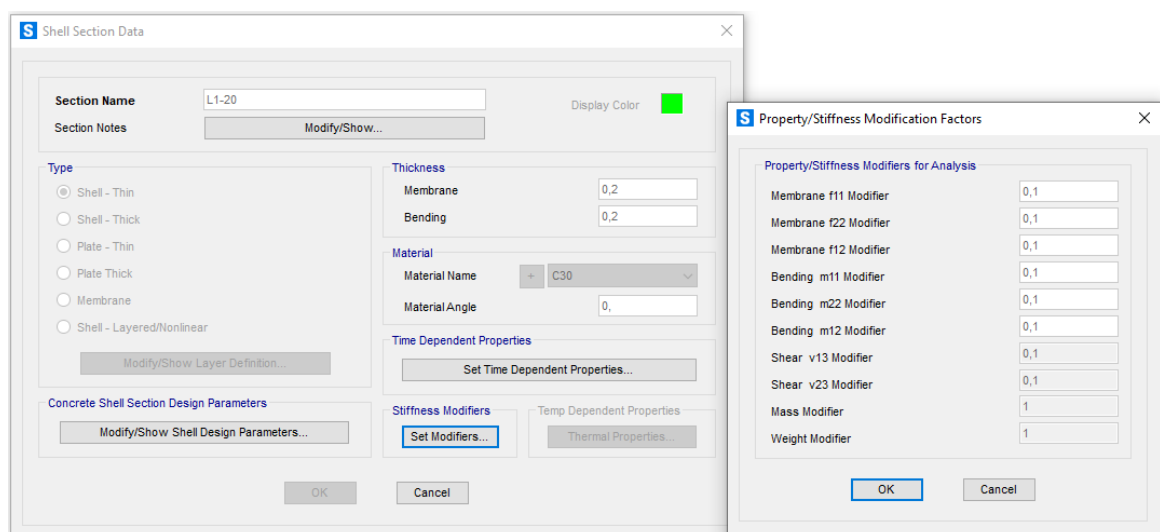 S Shell Section Data
Section Name L1-20 Display Color
Section Notes Modify/Show...
Type
Shell - Thin
Shell - Thick
Plate - Thin
Plate Thick
Membrane
Shell - Layered/Nonlinear
Modify/Show Layer Definition...
Thickness
Membrane 0,2
Bending 0,2
Material
Material Name + C30
Material Angle 0,
Time Dependent Properties
Set Time Dependent Properties...
Concrete Shell Section Design Parameters
Modify/Show Shell Design Parameters...
Stiffness Modifiers
Set Modifiers...
Temp Dependent Properties
Thermal Properties...
OK Cancel
S Property/Stiffness Modification Factors
Property/Stiffness Modifiers for Analysis
Membrane f11 Modifier 0,1
Membrane f22 Modifier 0,1
Membrane f12 Modifier 0,1
Bending m11 Modifier 0,1
Bending m22 Modifier 0,1
Bending m12 Modifier 0,1
Shear v13 Modifier 0,1
Shear v23 Modifier 0,1
Mass Modifier 1
Weight Modifier 1
OK Cancel